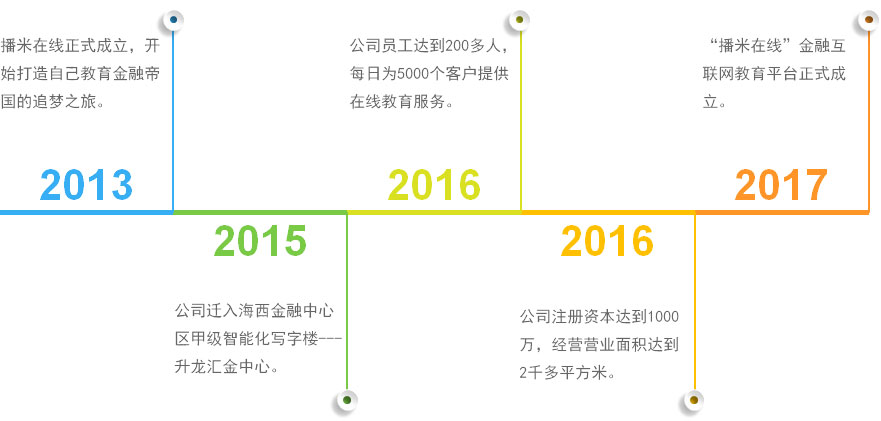 播米在线正式成立，开
始打造自己教育金融帝
国的追梦之旅。
2013
2015
公司迁入海西金融中心
区甲级智能化写字楼---
升龙汇金中心。
公司员工达到200多人，
每日为5000个客户提供
在线教育服务。
2016
2016
公司注册资本达到1000
万，经营营业面积达到
2千多平方米。
“播米在线”金融互
联网教育平台正式成
立。
2017